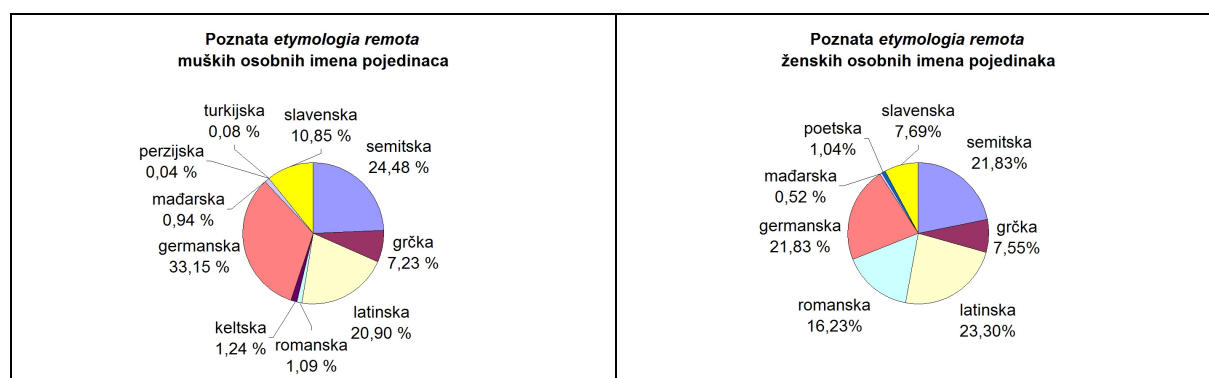 Poznata etymologia remota
muških osobnih imena pojedinaca
turkijska
0,08 %
slavenska
10,85 %
perzijska
0,04 %
semitska
24,48 %
mađarska
0,94 %
germanska
33,15 %
grčka
7,23 %
keltska
1,24 %
romanska
1,09 %
latinska
20,90 %
Poznata etymologia remota
ženskih osobnih imena pojedinaka
slavenska
7,69%
poetska
1,04%
semitska
21,83%
mađarska
0,52 %
germanska
21,83 %
grčka
7,55%
romanska
16,23%
latinska
23,30%